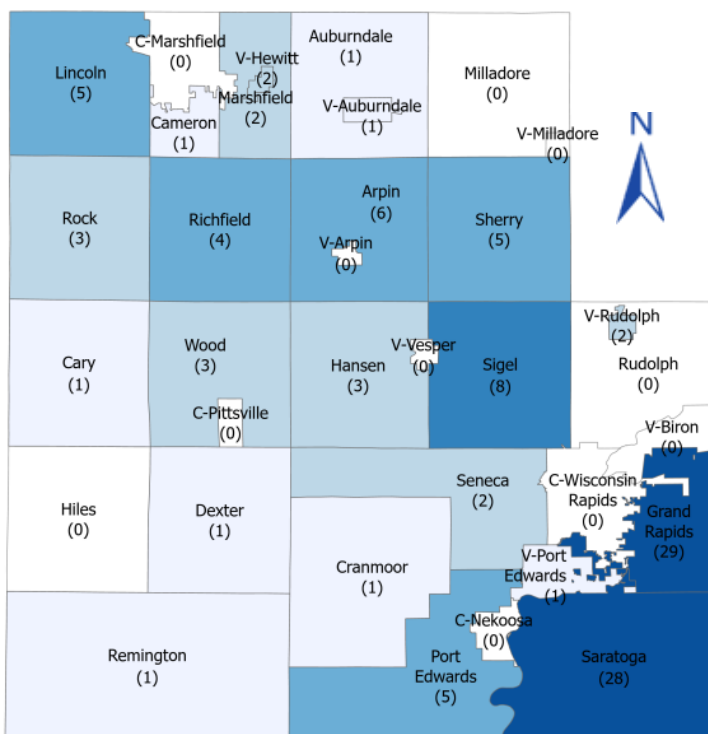 Lincoln
(5)
C-Marshfield
(0)
V-Hewitt
(2)
Marshfield
(2)
Cameron
(1)
Auburndale
(1)
V-Auburndale
(1)
Milladore
(0)
V-Milladore
(0)
N
Rock
(3)
Richfield
(4)
Arpin
(6)
V-Arpin
(0)
Sherry
(5)
Cary
(1)
Wood
(3)
C-Pittsville
(0)
Hansen
(3)
V-Vesper
(0)
Sigel
(8)
V-Rudolph
(2)
Rudolph
(0)
V-Biron
(0)
Hiles
(0)
Dexter
(1)
Seneca
(2)
C-Wisconsin
Rapids
(0)
Grand
Rapids
(29)
Cranmoor
(1)
V-Port
Edwards
(1)
C-Nekoosa
(0)
Remington
(1)
Port
Edwards
(5)
Saratoga
(28)